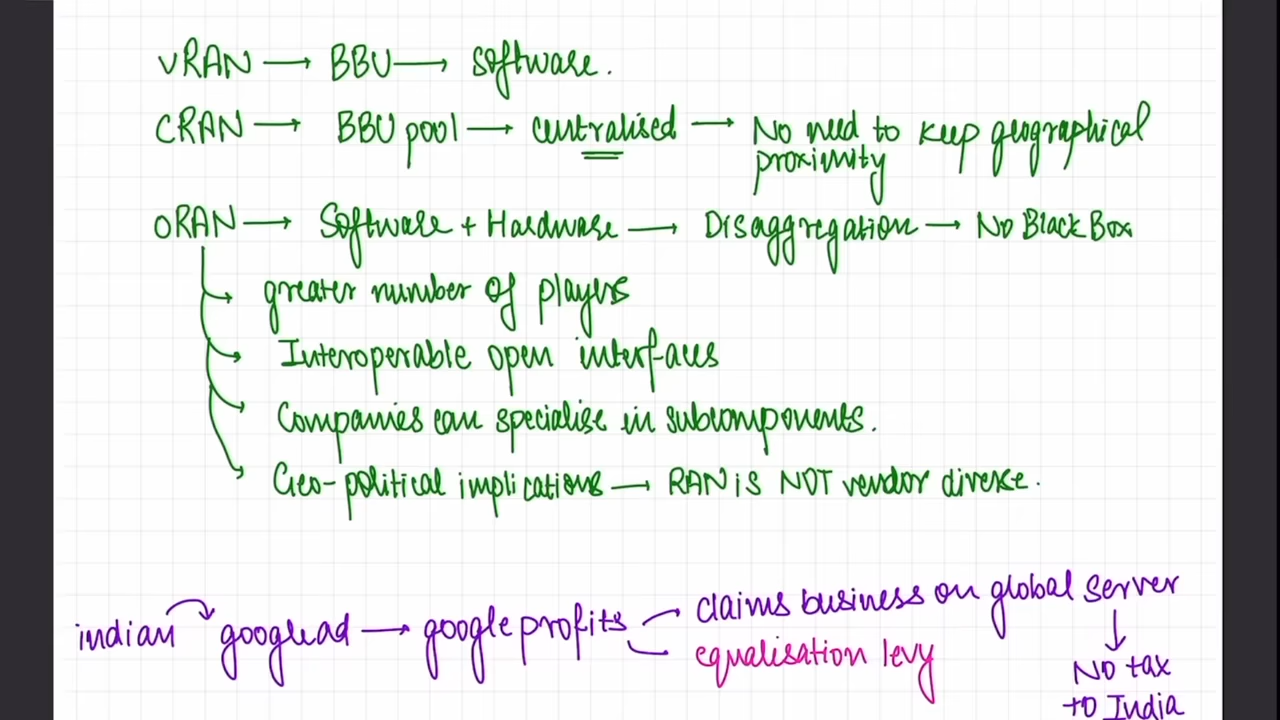 vRAN → BBU → software.
CRAN → BBU pool → centralised → No need to keep geographical
proximity
ORAN → Software + Hardware → Disaggregation → No Black Box
greater number of players
Interoperable open interfaces
Companies can specialise in subcomponents.
Geo-political implications → RAN is NOT vendor diverse.
claims business on global server
indian googlead → google profits
equalisation levy
No tax
to India